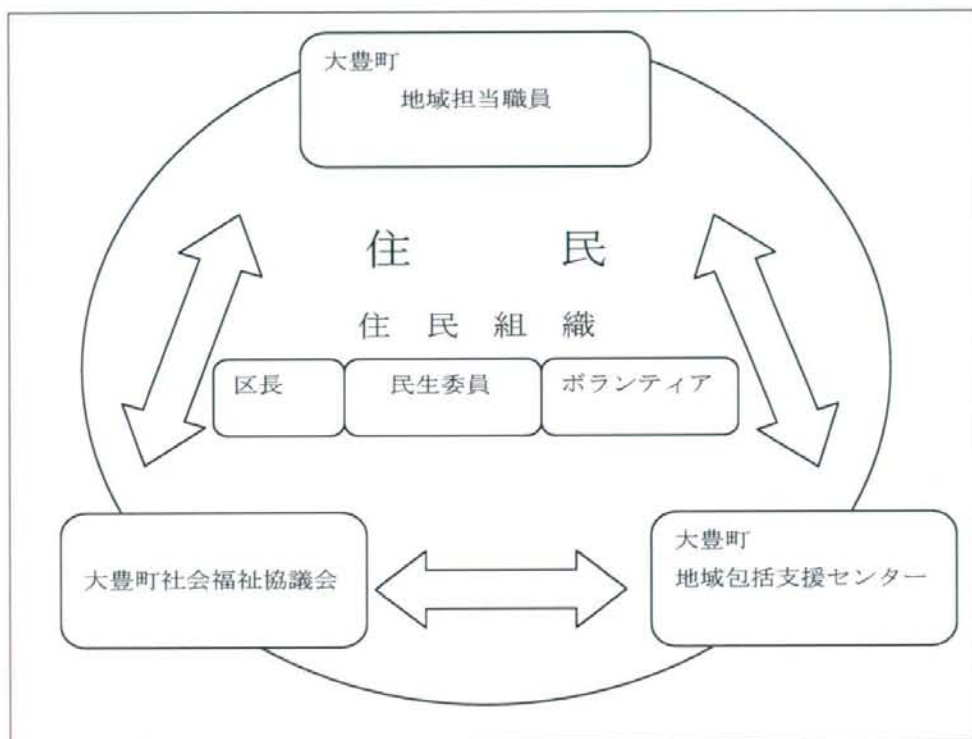 大豊町
地域担当職員
住 民
住 民 組 織
区長
民生委員
ボランティア
大豊町社会福祉協議会
大豊町
地域包括支援センター